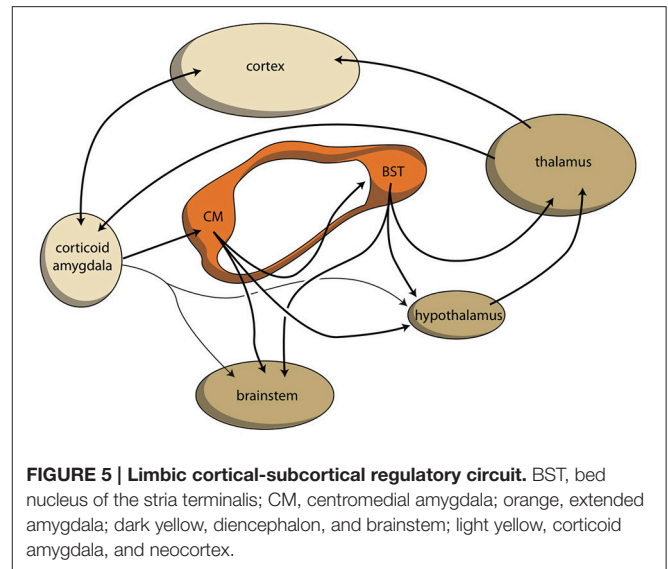 cortex
thalamus
BST
CM
corticoid
amygdala
hypothalamus
brainstem
FIGURE 5 | Limbic cortical-subcortical regulatory circuit. BST, bed
nucleus of the stria terminalis; CM, centromedial amygdala; orange, extended
amygdala; dark yellow, diencephalon, and brainstem; light yellow, corticoid
amygdala, and neocortex.